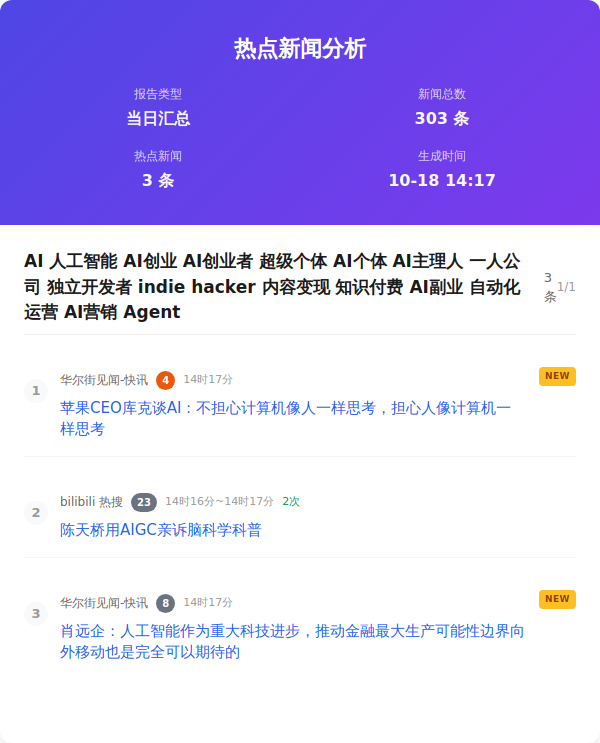 热点新闻分析
报告类型
新闻总数
当日汇总
303 条
热点新闻
生成时间
3 条
10-18 14:17
AI 人工智能 AI创业 AI创业者 超级个体 AI个体 AI主理人 一人公
司 独立开发者 indie hacker 内容变现 知识付费 AI副业 自动化
运营 AI营销 Agent
3
条
1/1
1
华尔街见闻-快讯 4 14时17分
NEW
苹果CEO库克谈AI：不担心计算机像人一样思考，担心人像计算机一
样思考
2
bilibili 热搜 23 14时16分~14时17分 2次
陈天桥用AIGC亲诉脑科学科普
3
华尔街见闻-快讯 8 14时17分
NEW
肖远企：人工智能作为重大科技进步，推动金融最大生产可能性边界向
外移动也是完全可以期待的